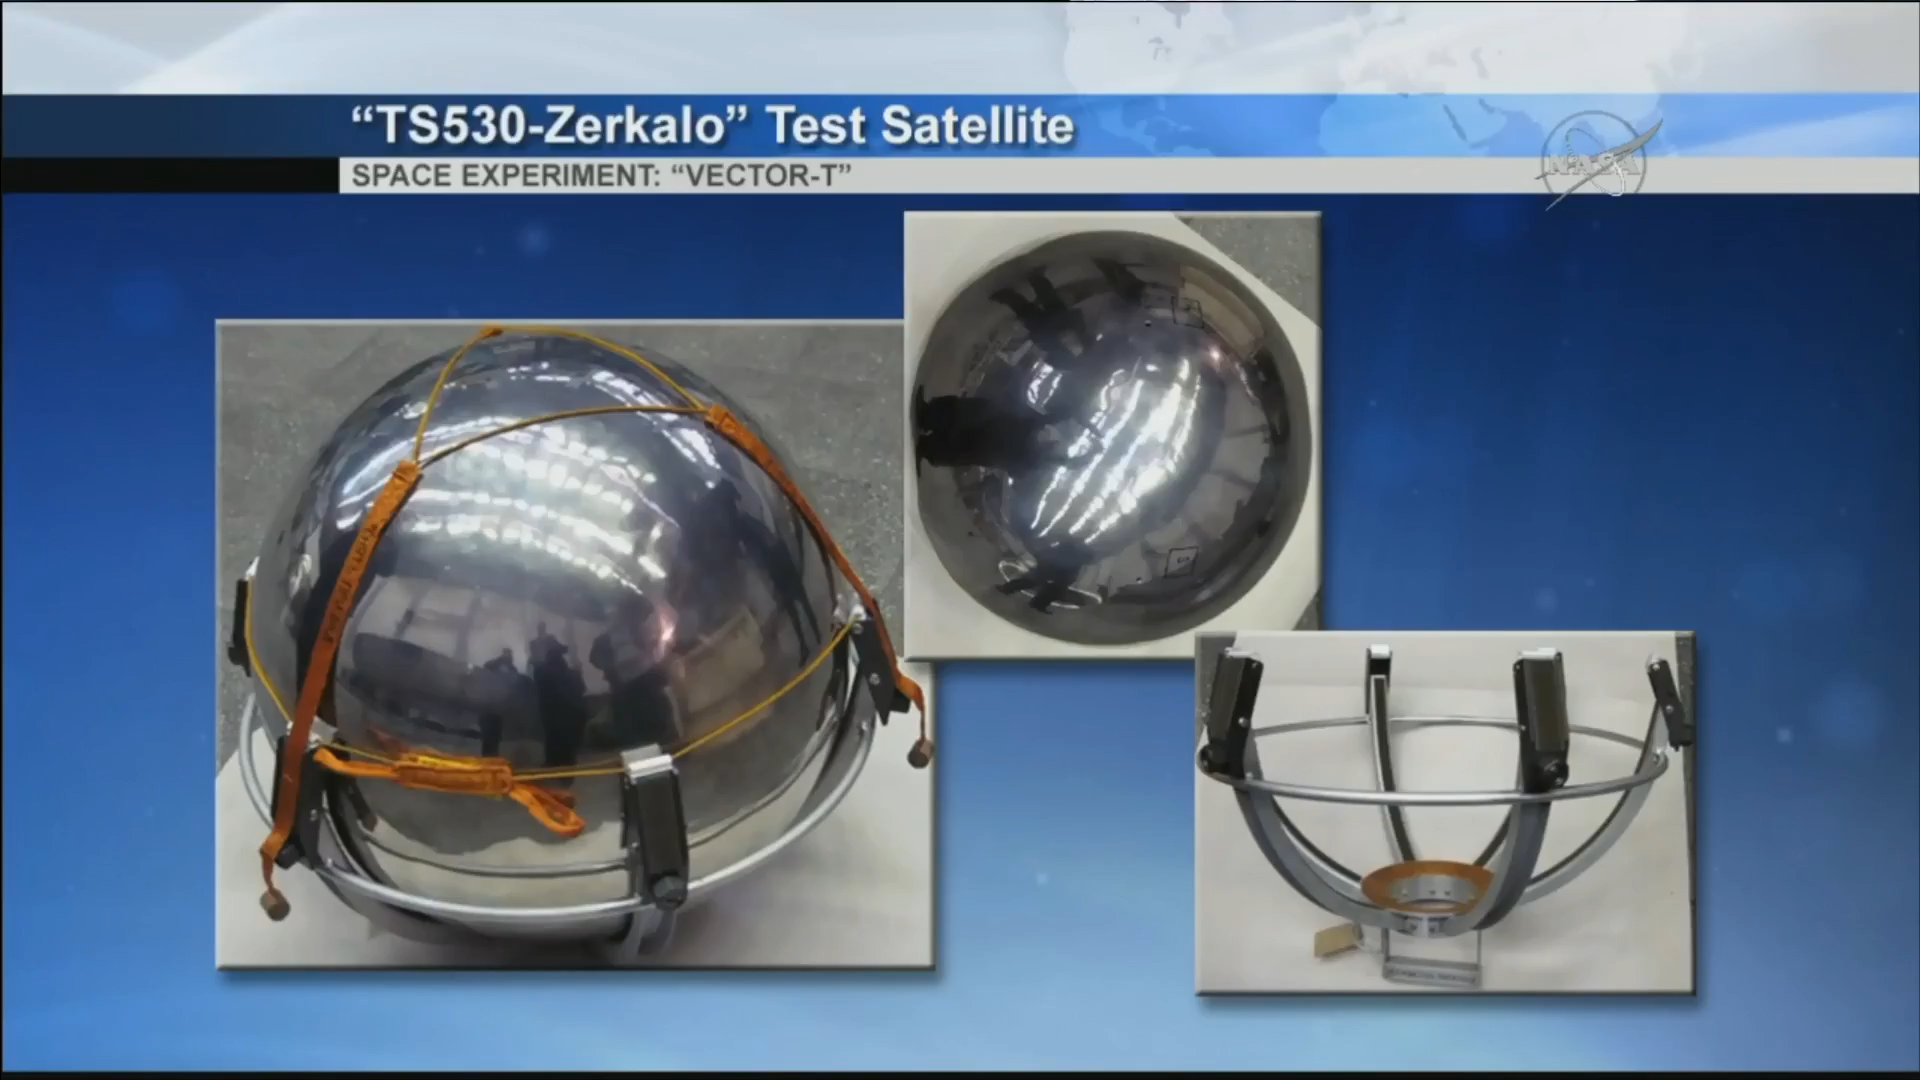 “TS530-Zerkalo” Test Satellite
SPACE EXPERIMENT: “VECTOR-T”
NASA